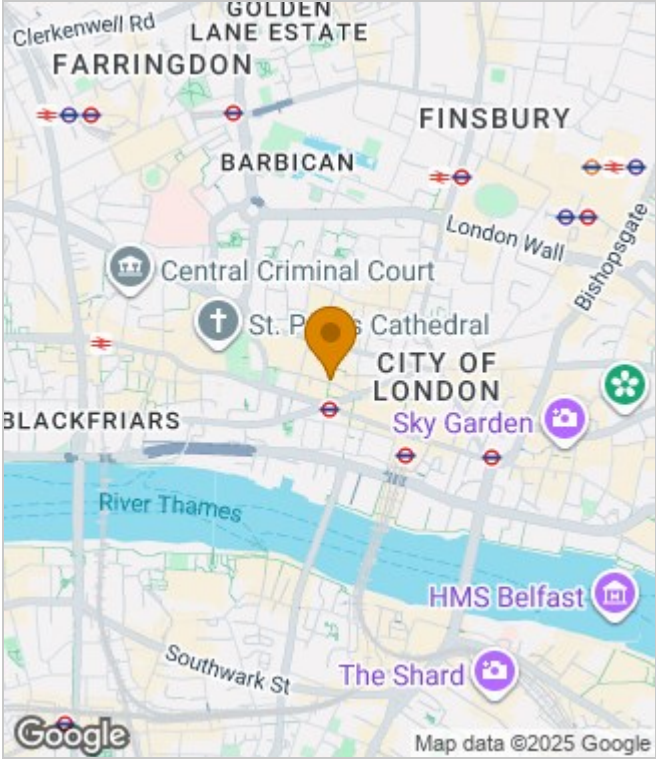 Clerkenwell Rd
GOLDEN
LANE ESTATE
FARRINGDON
FINSBURY
BARBICAN
London Wall
Bishopsgate
Central Criminal Court
St. P s Cathedral
CITY OF
LONDON
BLACKFRIARS
Sky Garden
River Thames
HMS Belfast
Southwark St
The Shard
Google
Map data ©2025 Google